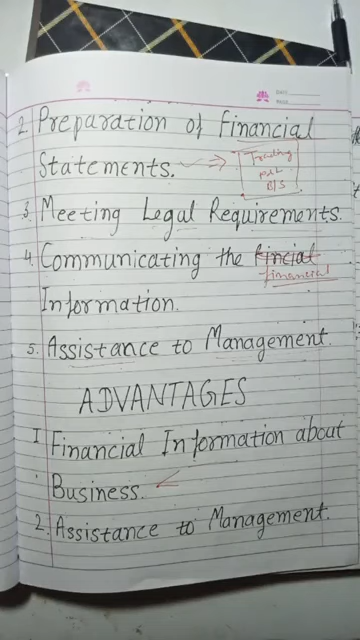 2. Preparation of Financial
Statements.
Trading
P&L
B/S
3. Meeting Legal Requirements.
4. Communicating the fincial
financial
Information.
5. Assistance to Management.
ADVANTAGES
1 Financial Information about
Business.
2. Assistance to Management.